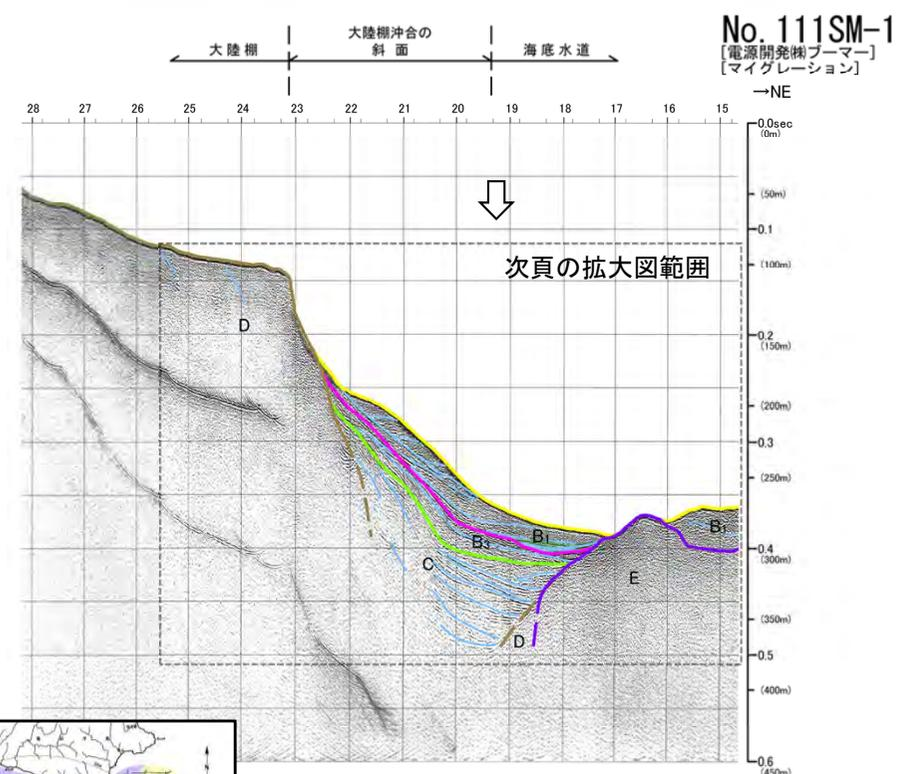 No. 111SM-1
[電源開発㈱ブーマー]
[マイグレーション]
→NE
大陸棚
大陸棚沖合の
斜面
海底水道
28 27 26 25 24 23 22 21 20 19 18 17 16 15
0.0sec
(0m)
(50m)
0.1
(100m)
次頁の拡大図範囲
D
0.2
(150m)
(200m)
0.3
(250m)
B1
B3 B1
0.4
(300m)
C
E
(350m)
D
0.5
(400m)
0.6
(450m)